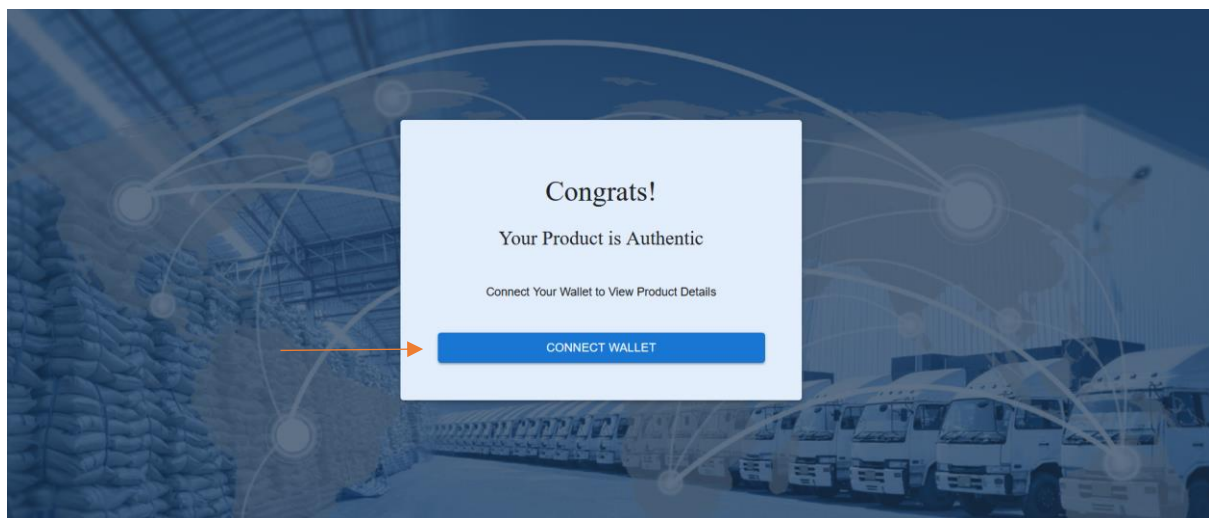 Congrats!
Your Product is Authentic
Connect Your Wallet to View Product Details
CONNECT WALLET